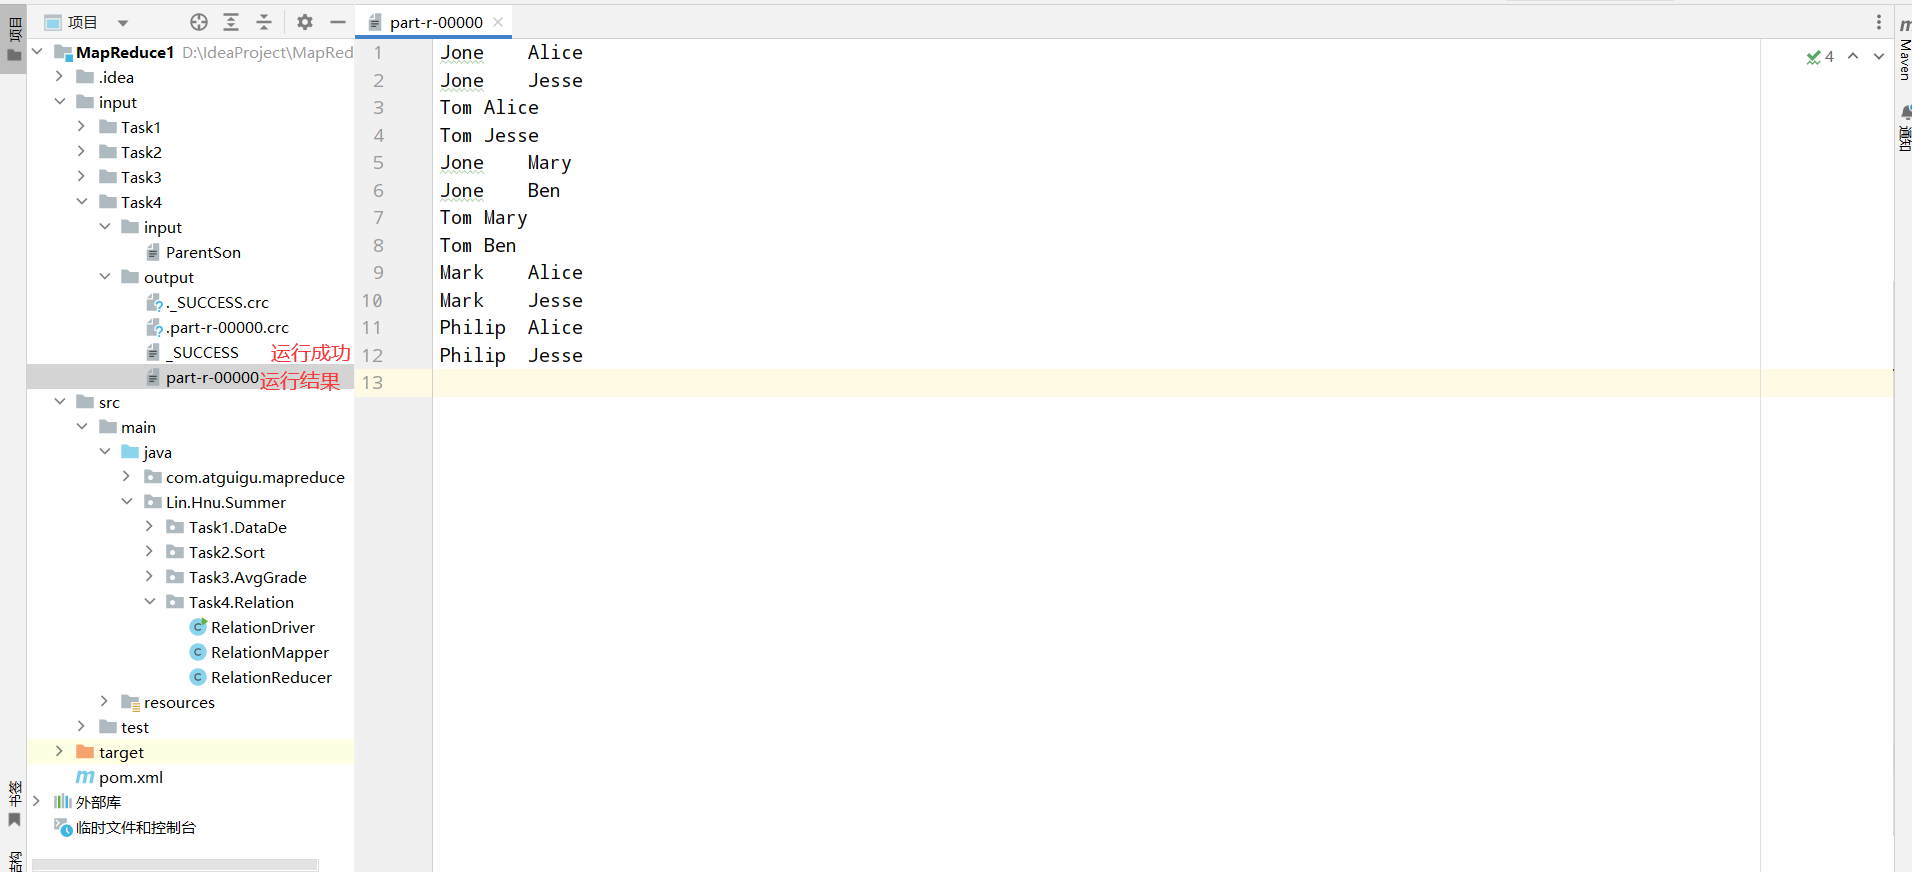 项目
项目
MapReduce1 D:\IdeaProject\MapRed
.idea
input
Task1
Task2
Task3
Task4
input
ParentSon
output
._SUCCESS.crc
.part-r-00000.crc
_SUCCESS 运行成功
part-r-00000 运行结果
src
main
java
com.atguigu.mapreduce
Lin.Hnu.Summer
Task1.DataDe
Task2.Sort
Task3.AvgGrade
Task4.Relation
RelationDriver
RelationMapper
RelationReducer
resources
test
target
pom.xml
外部库
临时文件和控制台
书签
结构
part-r-00000
1 Jone Alice
2 Jone Jesse
3 Tom Alice
4 Tom Jesse
5 Jone Mary
6 Jone Ben
7 Tom Mary
8 Tom Ben
9 Mark Alice
10 Mark Jesse
11 Philip Alice
12 Philip Jesse
13
4
Maven
通知